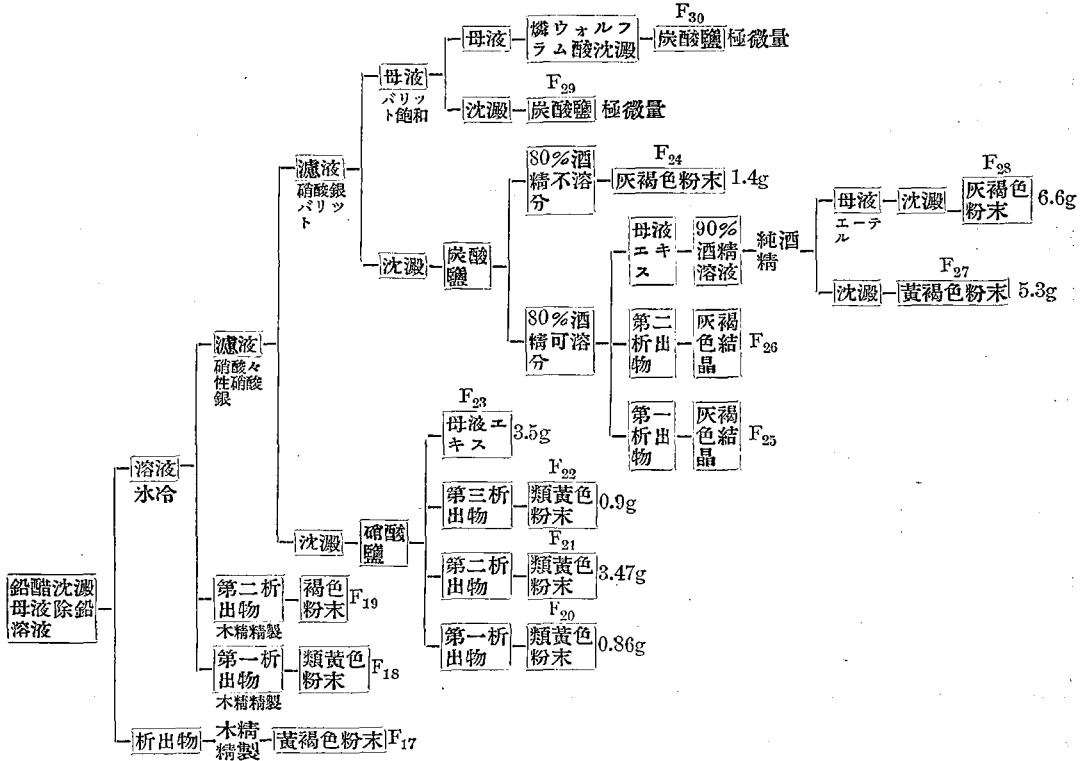 F₃₀
母液
燐ウォルフ
ラム酸沈澱
炭酸鹽
極微量
母液
バリッ
ト飽和
F₂₉
沈澱
炭酸鹽
極微量
濾液
硝酸銀
バリッ
ト
80%酒
精不溶
分
F₂₄
灰褐色粉末
1.4g
沈澱
炭酸
鹽
80%酒
精可溶
分
母液
エキ
ス
90%
酒精
溶液
純酒
精
母液
エーテ
ル
沈澱
F₂₈
灰褐色
粉末
6.6g
沈澱
F₂₇
黃褐色粉末
5.3g
第二
析出
物
灰褐
色結
晶
F₂₆
第一
析出
物
灰褐
色結
晶
F₂₅
濾液
硝酸々
性硝酸
銀
F₂₃
母液エ
キス
3.5g
F₂₂
第三析
出物
類黃色
粉末
0.9g
沈澱
硝酸
鹽
F₂₁
第二析
出物
類黃色
粉末
3.47g
F₂₀
第一析
出物
類黃色
粉末
0.86g
溶液
氷冷
第二析
出物
木精精製
褐色
粉末
F₁₉
第一析
出物
木精精製
類黃色
粉末
F₁₈
鉛醋沈澱
母液除鉛
溶液
析出物
木精
精製
黃褐色粉末
F₁₇